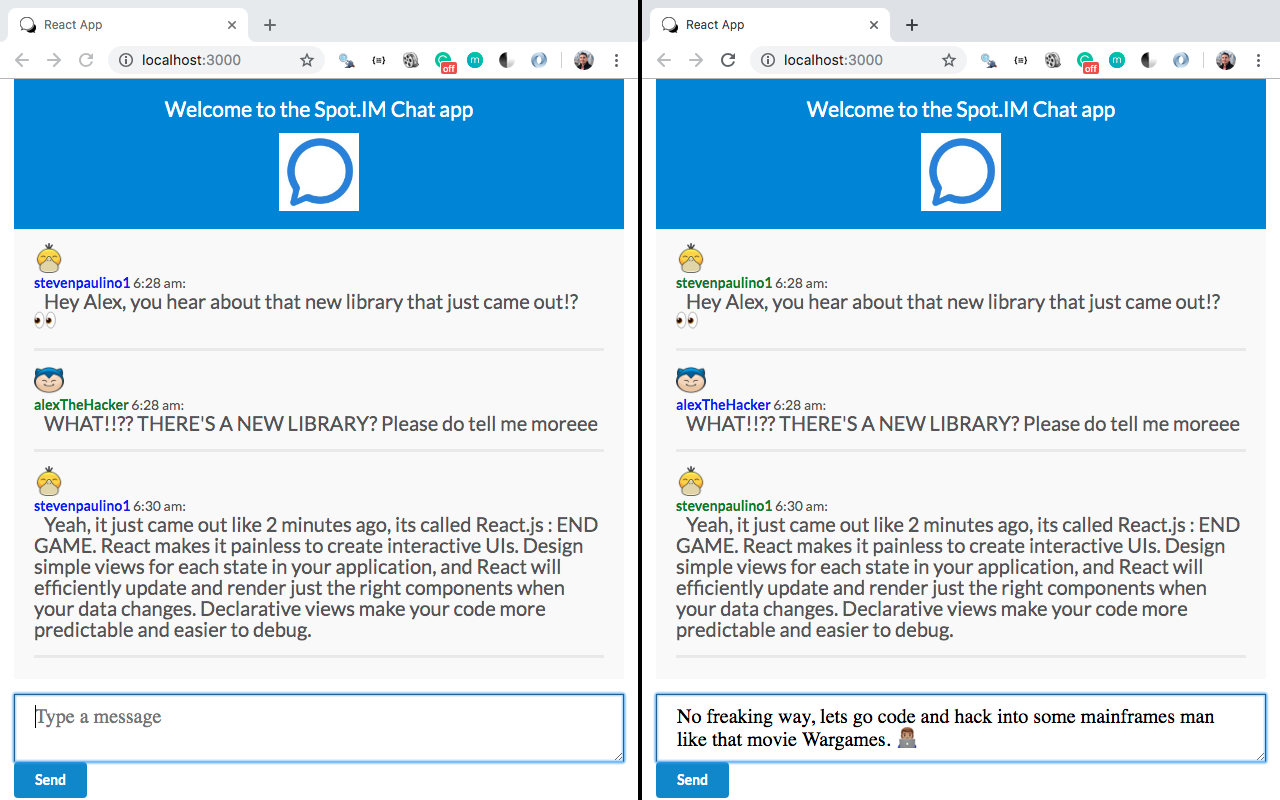 React App
localhost:3000
off
m
Welcome to the Spot.IM Chat app
stevenpaulino1 6:28 am:
Hey Alex, you hear about that new library that just came out!?
👀
alexTheHacker 6:28 am:
WHAT!!?? THERE'S A NEW LIBRARY? Please do tell me moreee
stevenpaulino1 6:30 am:
Yeah, it just came out like 2 minutes ago, its called React.js : END
GAME. React makes it painless to create interactive UIs. Design
simple views for each state in your application, and React will
efficiently update and render just the right components when
your data changes. Declarative views make your code more
predictable and easier to debug.
Type a message
Send
React App
localhost:3000
off
m
Welcome to the Spot.IM Chat app
stevenpaulino1 6:28 am:
Hey Alex, you hear about that new library that just came out!?
👀
alexTheHacker 6:28 am:
WHAT!!?? THERE'S A NEW LIBRARY? Please do tell me moreee
stevenpaulino1 6:30 am:
Yeah, it just came out like 2 minutes ago, its called React.js : END
GAME. React makes it painless to create interactive UIs. Design
simple views for each state in your application, and React will
efficiently update and render just the right components when
your data changes. Declarative views make your code more
predictable and easier to debug.
No freaking way, lets go code and hack into some mainframes man
like that movie Wargames. 👨🏽‍💻
Send